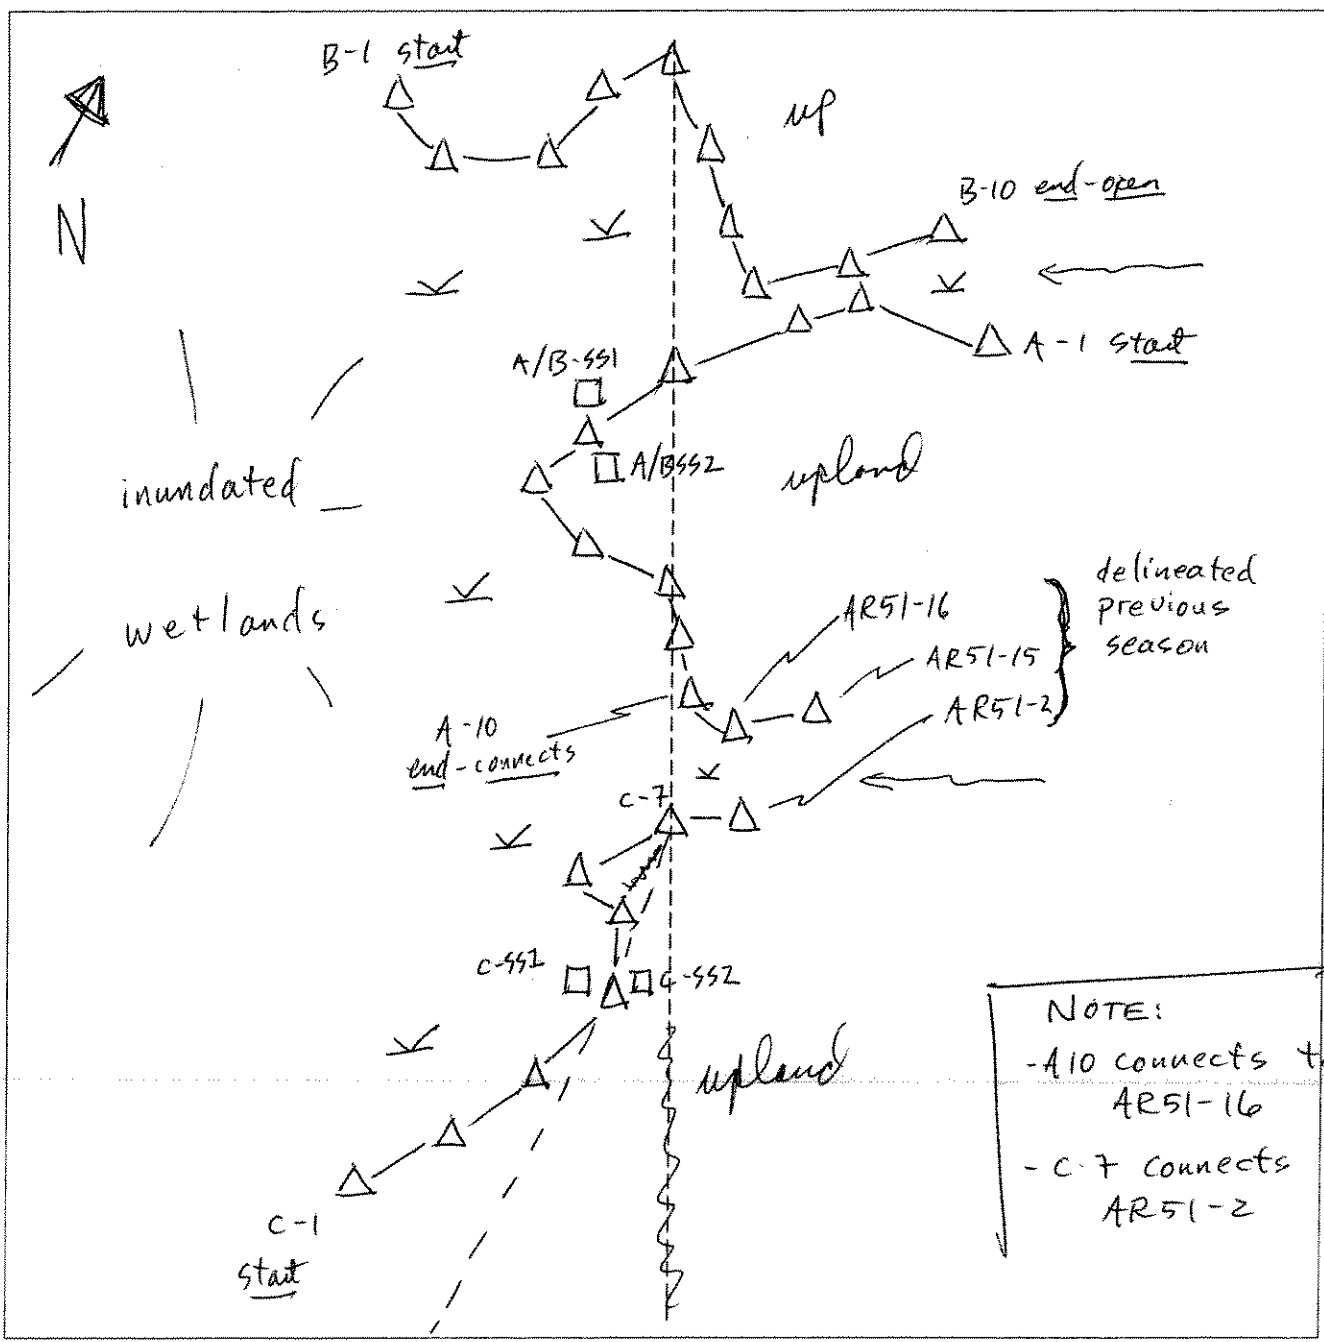 B-1 start
up
N
B-10 end-open
A-1 start
A/B-SS1
A/BSS2
upland
inundated
wetlands
delineated
previous
season
AR51-16
AR51-15
AR51-2
A-10
end-connects
C-7
C-SS1
C-SS2
upland
NOTE:
-A10 connects t
AR51-16
- C-7 connects
AR51-2
C-1
start